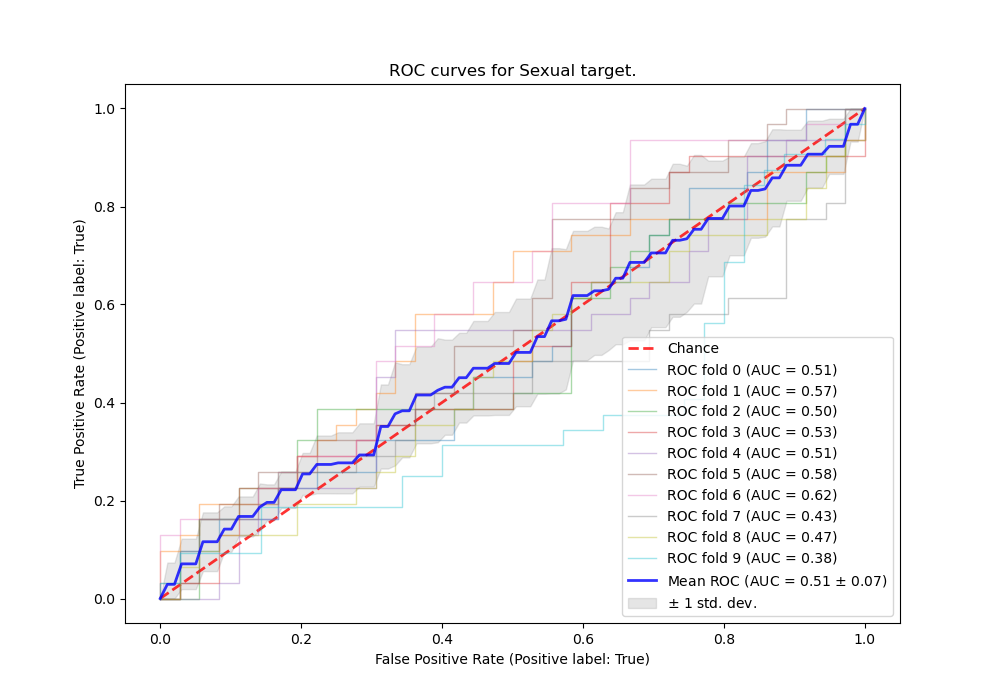 ROC curves for Sexual target.
True Positive Rate (Positive label: True)
1.0
0.8
0.6
0.4
0.2
0.0
Chance
ROC fold 0 (AUC = 0.51)
ROC fold 1 (AUC = 0.57)
ROC fold 2 (AUC = 0.50)
ROC fold 3 (AUC = 0.53)
ROC fold 4 (AUC = 0.51)
ROC fold 5 (AUC = 0.58)
ROC fold 6 (AUC = 0.62)
ROC fold 7 (AUC = 0.43)
ROC fold 8 (AUC = 0.47)
ROC fold 9 (AUC = 0.38)
Mean ROC (AUC = 0.51 ± 0.07)
± 1 std. dev.
0.0 0.2 0.4 0.6 0.8 1.0
False Positive Rate (Positive label: True)